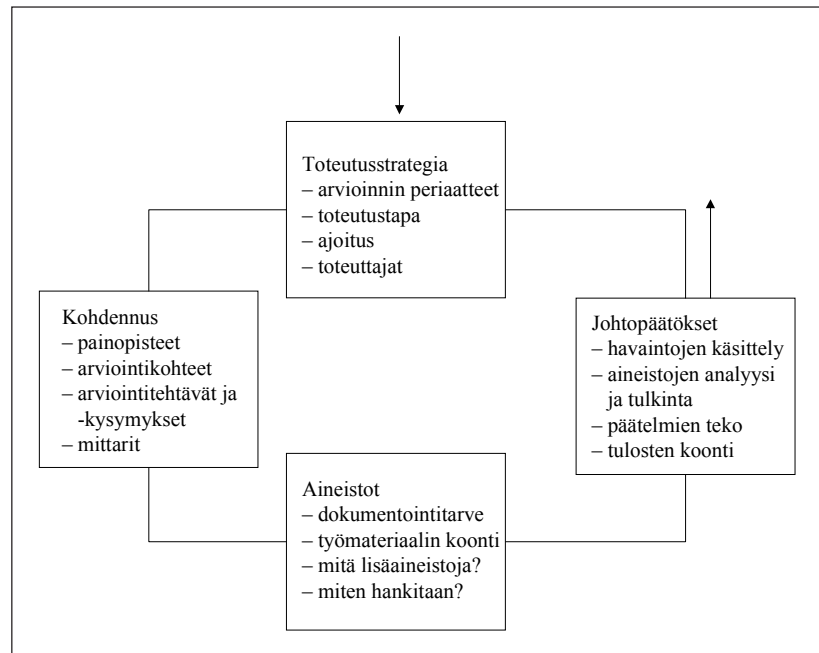 Toteutusstrategia
– arvioinnin periaatteet
– toteutustapa
– ajoitus
– toteuttajat
Kohdennus
– painopisteet
– arviointikohteet
– arviointitehtävät ja
-kysymykset
– mittarit
Johtopäätökset
– havaintojen käsittely
– aineistojen analyysi
ja tulkinta
– päätelmien teko
– tulosten koonti
Aineistot
– dokumentointitarve
– työmateriaalin koonti
– mitä lisäaineistoja?
– miten hankitaan?